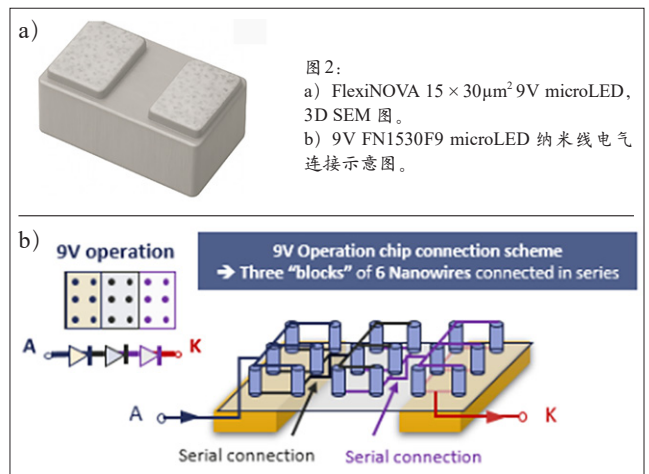 a)
图2：
a）FlexiNOVA 15×30μm² 9V microLED，
3D SEM 图。
b）9V FN1530F9 microLED 纳米线电气
连接示意图。
b)
9V operation
9V Operation chip connection scheme
➔ Three “blocks” of 6 Nanowires connected in series
A
K
A
K
Serial connection
Serial connection